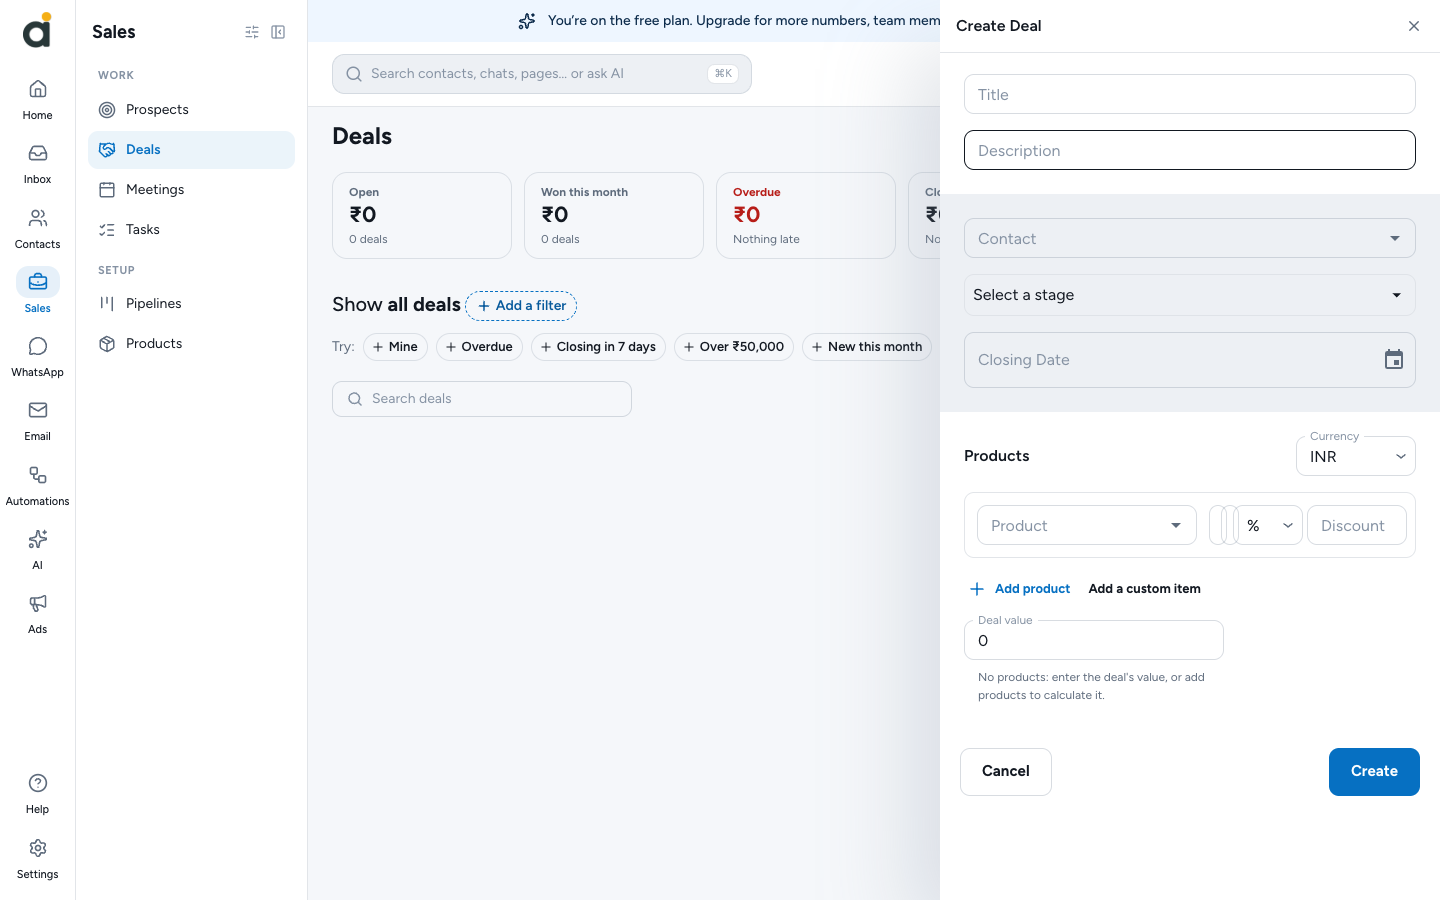 Home
Inbox
Contacts
Sales
WhatsApp
Email
Automations
AI
Ads
Help
Settings
Sales
WORK
Prospects
Deals
Meetings
Tasks
SETUP
Pipelines
Products
You're on the free plan. Upgrade for more numbers, team mem
Search contacts, chats, pages... or ask AI ⌘K
Deals
Open
₹0
0 deals
Won this month
₹0
0 deals
Overdue
₹0
Nothing late
Show all deals + Add a filter
Try: + Mine + Overdue + Closing in 7 days + Over ₹50,000 + New this month
Search deals
Create Deal
Title
Description
Contact
Select a stage
Closing Date
Products
Currency
INR
Product % Discount
+ Add product Add a custom item
Deal value
0
No products: enter the deal's value, or add
products to calculate it.
Cancel Create